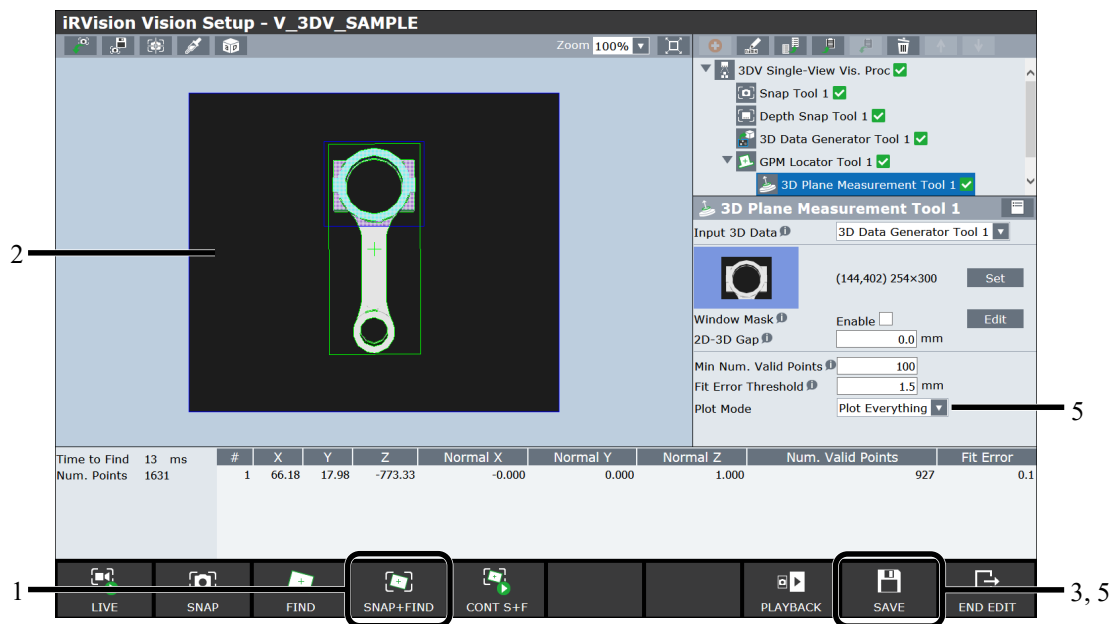 iRVision Vision Setup - V_3DV_SAMPLE
Zoom 100%
3DV Single-View Vis. Proc
Snap Tool 1
Depth Snap Tool 1
3D Data Generator Tool 1
GPM Locator Tool 1
3D Plane Measurement Tool 1
3D Plane Measurement Tool 1
Input 3D Data 3D Data Generator Tool 1
2
(144,402) 254×300 Set
Window Mask Enable Edit
2D-3D Gap 0.0 mm
Min Num. Valid Points 100
Fit Error Threshold 1.5 mm
Plot Mode Plot Everything
5
Time to Find 13 ms
Num. Points 1631
# X Y Z Normal X Normal Y Normal Z Num. Valid Points Fit Error
1 66.18 17.98 -773.33 -0.000 0.000 1.000 927 0.1
1
LIVE SNAP FIND SNAP+FIND CONT S+F PLAYBACK SAVE END EDIT
3, 5